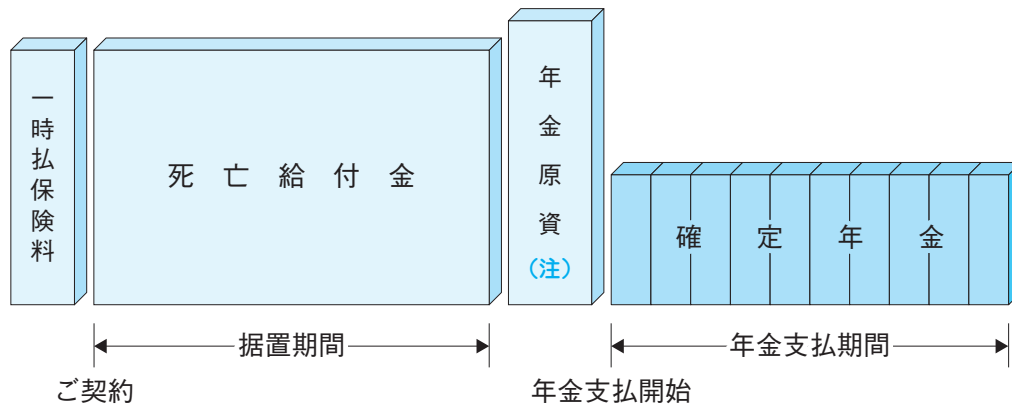 一時払保険料
死亡給付金
年金原資
（注）
確定年金
据置期間
年金支払期間
ご契約
年金支払開始